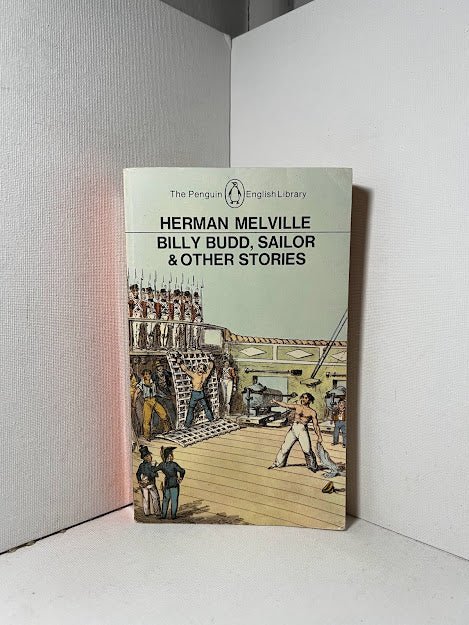 The Penguin English Library
HERMAN MELVILLE
BILLY BUDD, SAILOR
& OTHER STORIES